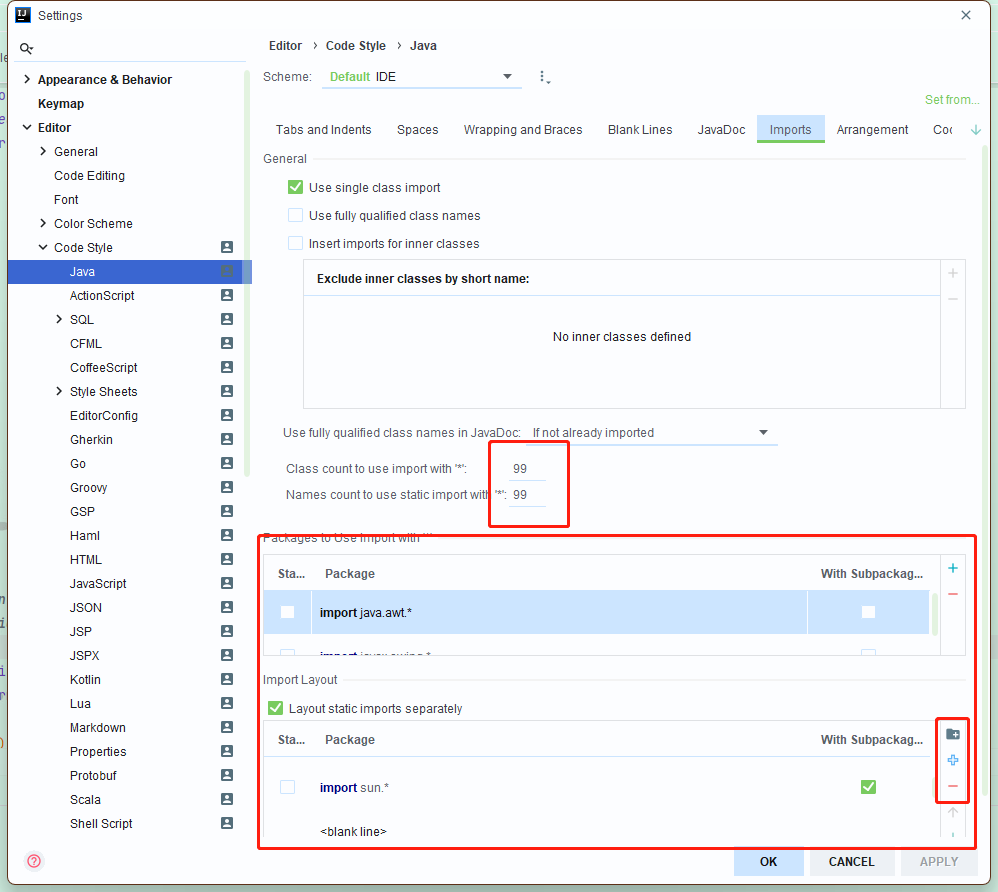 Settings
Editor › Code Style › Java
Scheme: Default IDE
Set from...
Appearance & Behavior
Keymap
Editor
General
Code Editing
Font
Color Scheme
Code Style
Java
ActionScript
SQL
CFML
CoffeeScript
Style Sheets
EditorConfig
Gherkin
Go
Groovy
GSP
Haml
HTML
JavaScript
JSON
JSP
JSPX
Kotlin
Lua
Markdown
Properties
Protobuf
Scala
Shell Script
Tabs and Indents Spaces Wrapping and Braces Blank Lines JavaDoc Imports Arrangement Coc
General
Use single class import
Use fully qualified class names
Insert imports for inner classes
Exclude inner classes by short name:
No inner classes defined
Use fully qualified class names in JavaDoc: If not already imported
Class count to use import with '*': 99
Names count to use static import with '*': 99
Packages to Use Import with '*'
Sta... Package With Subpackag...
import java.awt.*
import javax.swing.*
Import Layout
Layout static imports separately
Sta... Package With Subpackag...
import sun.*
<blank line>
OK CANCEL APPLY